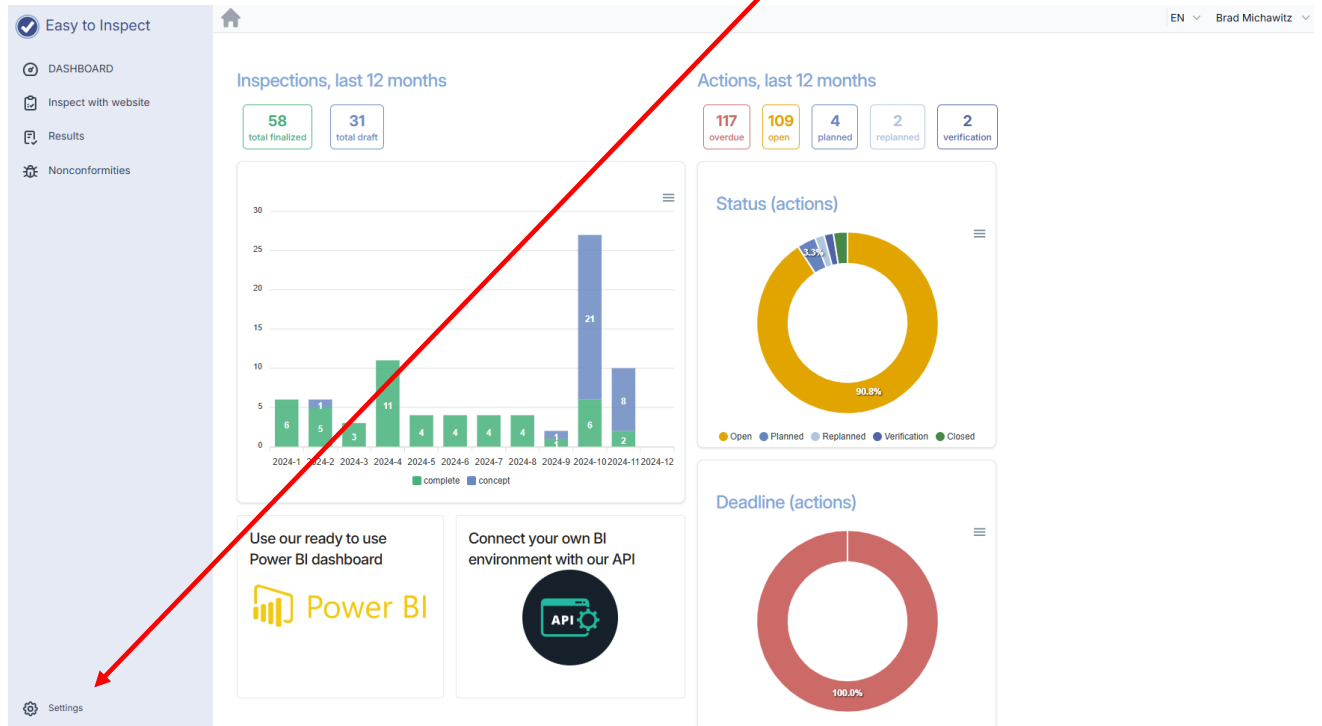 Easy to Inspect
EN
Brad Michawitz
DASHBOARD
Inspect with website
Results
Nonconformities
Settings
Inspections, last 12 months
58
total finalized
31
total draft
30
25
20
15
10
5
0
6
1
5
3
11
4
4
4
4
1
1
21
6
8
2
2024-1 2024-2 2024-3 2024-4 2024-5 2024-6 2024-7 2024-8 2024-9 2024-10 2024-11 2024-12
complete concept
Use our ready to use
Power BI dashboard
Power BI
Connect your own BI
environment with our API
API
Actions, last 12 months
117
overdue
109
open
4
planned
2
replanned
2
verification
Status (actions)
3.3%
90.8%
Open Planned Replanned Verification Closed
Deadline (actions)
100.0%